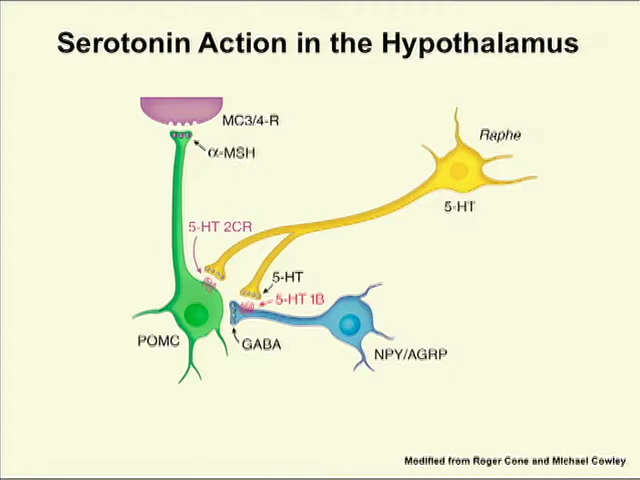 Serotonin Action in the Hypothalamus
MC3/4-R
α-MSH
Raphe
5-HT
5-HT 2CR
5-HT
5-HT 1B
POMC
GABA
NPY/AGRP
Modified from Roger Cone and Michael Cowley